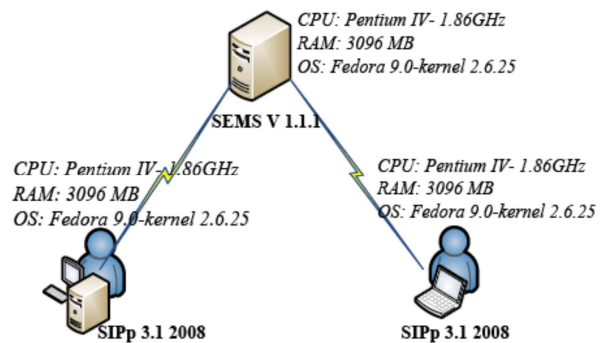 CPU: Pentium IV- 1.86GHz
RAM: 3096 MB
OS: Fedora 9.0-kernel 2.6.25
SEMS V 1.1.1
CPU: Pentium IV- 1.86GHz
RAM: 3096 MB
OS: Fedora 9.0-kernel 2.6.25
CPU: Pentium IV- 1.86GHz
RAM: 3096 MB
OS: Fedora 9.0-kernel 2.6.25
SIPp 3.1 2008
SIPp 3.1 2008